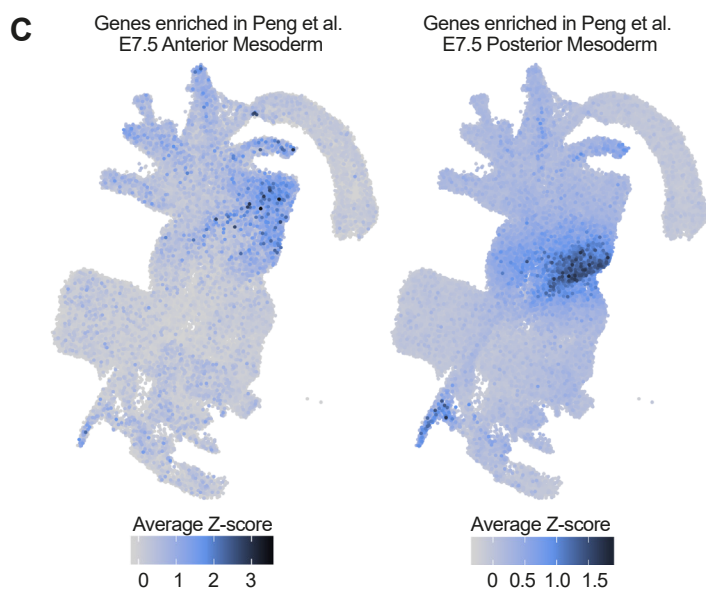 C
Genes enriched in Peng et al.
E7.5 Anterior Mesoderm
Genes enriched in Peng et al.
E7.5 Posterior Mesoderm
Average Z-score
0 1 2 3
Average Z-score
0 0.5 1.0 1.5